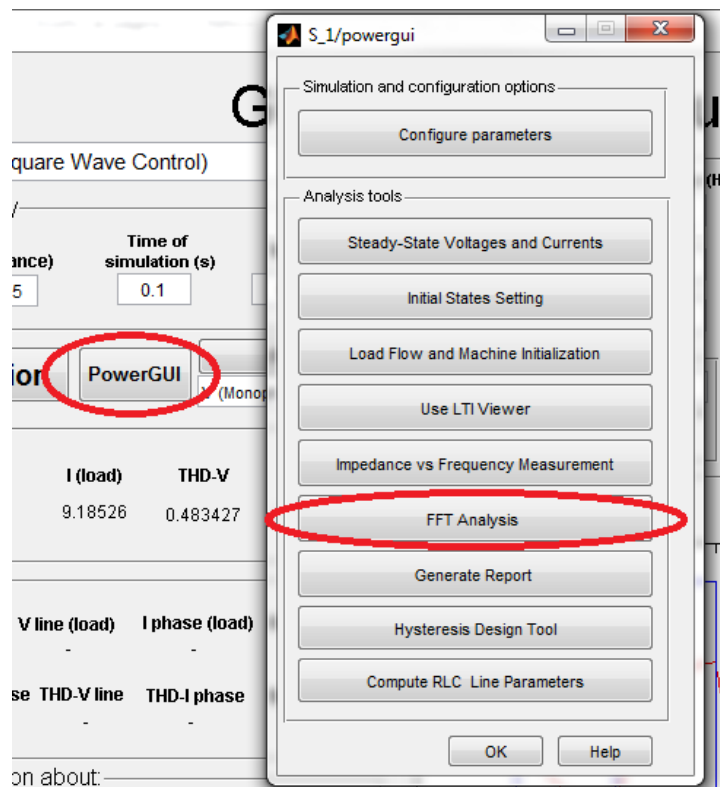 S_1/powergui
Simulation and configuration options
Configure parameters
Analysis tools
Steady-State Voltages and Currents
Initial States Setting
Load Flow and Machine Initialization
Use LTI Viewer
Impedance vs Frequency Measurement
FFT Analysis
Generate Report
Hysteresis Design Tool
Compute RLC Line Parameters
OK Help
G
quare Wave Control)
Time of
simulation (s)
ance)
5 0.1
ion PowerGUI
(Monop
I (load) THD-V
9.18526 0.483427
V line (load) I phase (load)
- -
se THD-V line THD-I phase
- -
on about:
(H